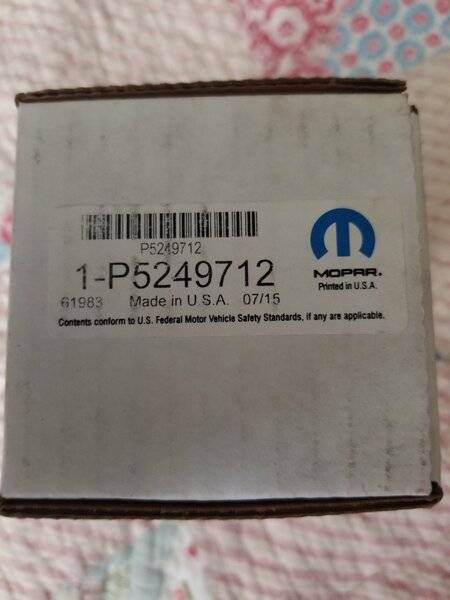 P5249712
1-P5249712
61983 Made in U.S.A. 07/15
MOPAR.
Printed in U.S.A.
Contents conform to U.S. Federal Motor Vehicle Safety Standards, if any are applicable.